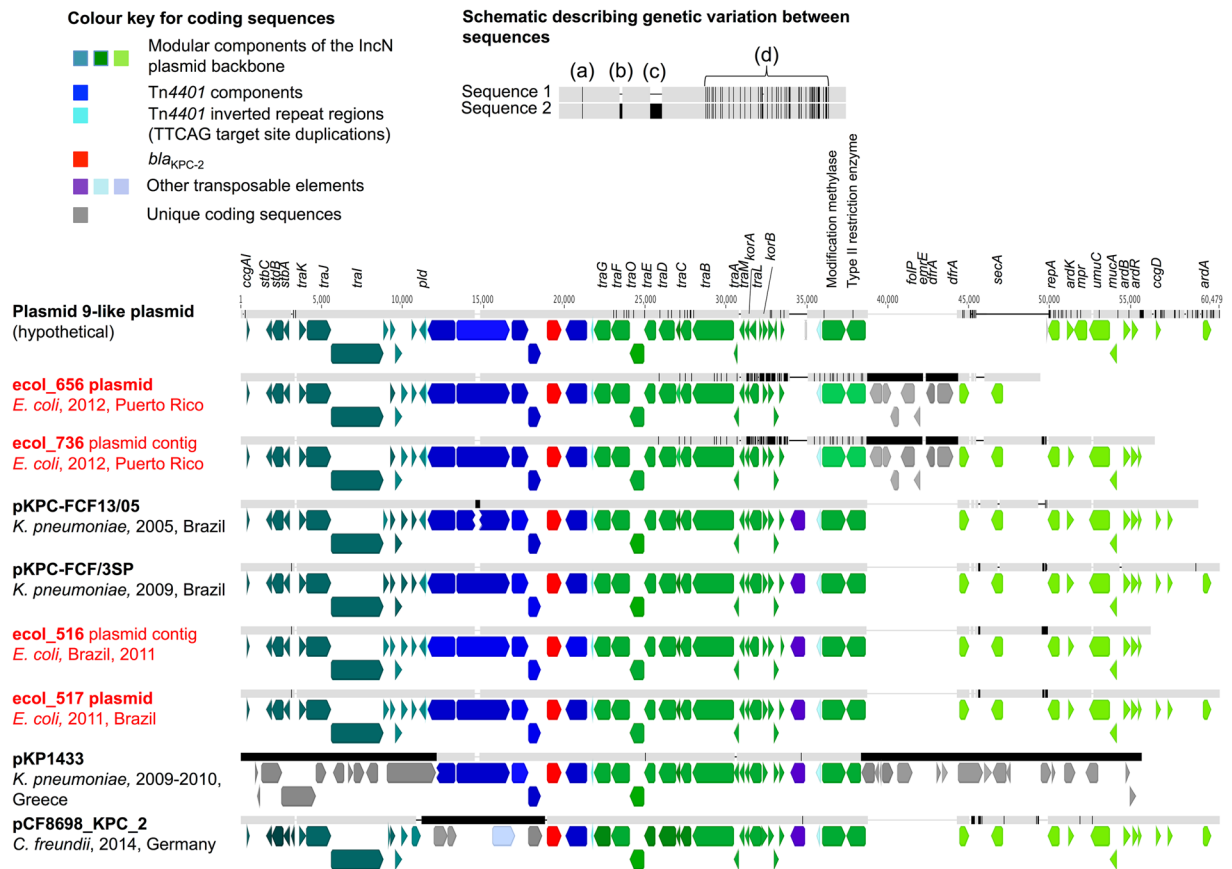 Colour key for coding sequences
Modular components of the IncN
plasmid backbone
Tn4401 components
Tn4401 inverted repeat regions
(TTCAG target site duplications)
blaKPC-2
Other transposable elements
Unique coding sequences
Schematic describing genetic variation between
sequences
(a) (b) (c) (d)
Sequence 1
Sequence 2
ccgAI
stbC
stdB
stbA
traK
traJ
traI
pld
traG
traF
traO
traE
traD
traC
traB
traA
traM
korA
traL
korB
Modification methylase
Type II restriction enzyme
folP
emrE
dfrA
dfrA
secA
repA
ardK
mpr
umuC
mucA
ardB
ardR
ccgD
ardA
1 5,000 10,000 15,000 20,000 25,000 30,000 35,000 40,000 45,000 50,000 55,000 60,479
Plasmid 9-like plasmid
(hypothetical)
ecol_656 plasmid
E. coli, 2012, Puerto Rico
ecol_736 plasmid contig
E. coli, 2012, Puerto Rico
pKPC-FCF13/05
K. pneumoniae, 2005, Brazil
pKPC-FCF/3SP
K. pneumoniae, 2009, Brazil
ecol_516 plasmid contig
E. coli, Brazil, 2011
ecol_517 plasmid
E. coli, 2011, Brazil
pKP1433
K. pneumoniae, 2009-2010,
Greece
pCF8698_KPC_2
C. freundii, 2014, Germany